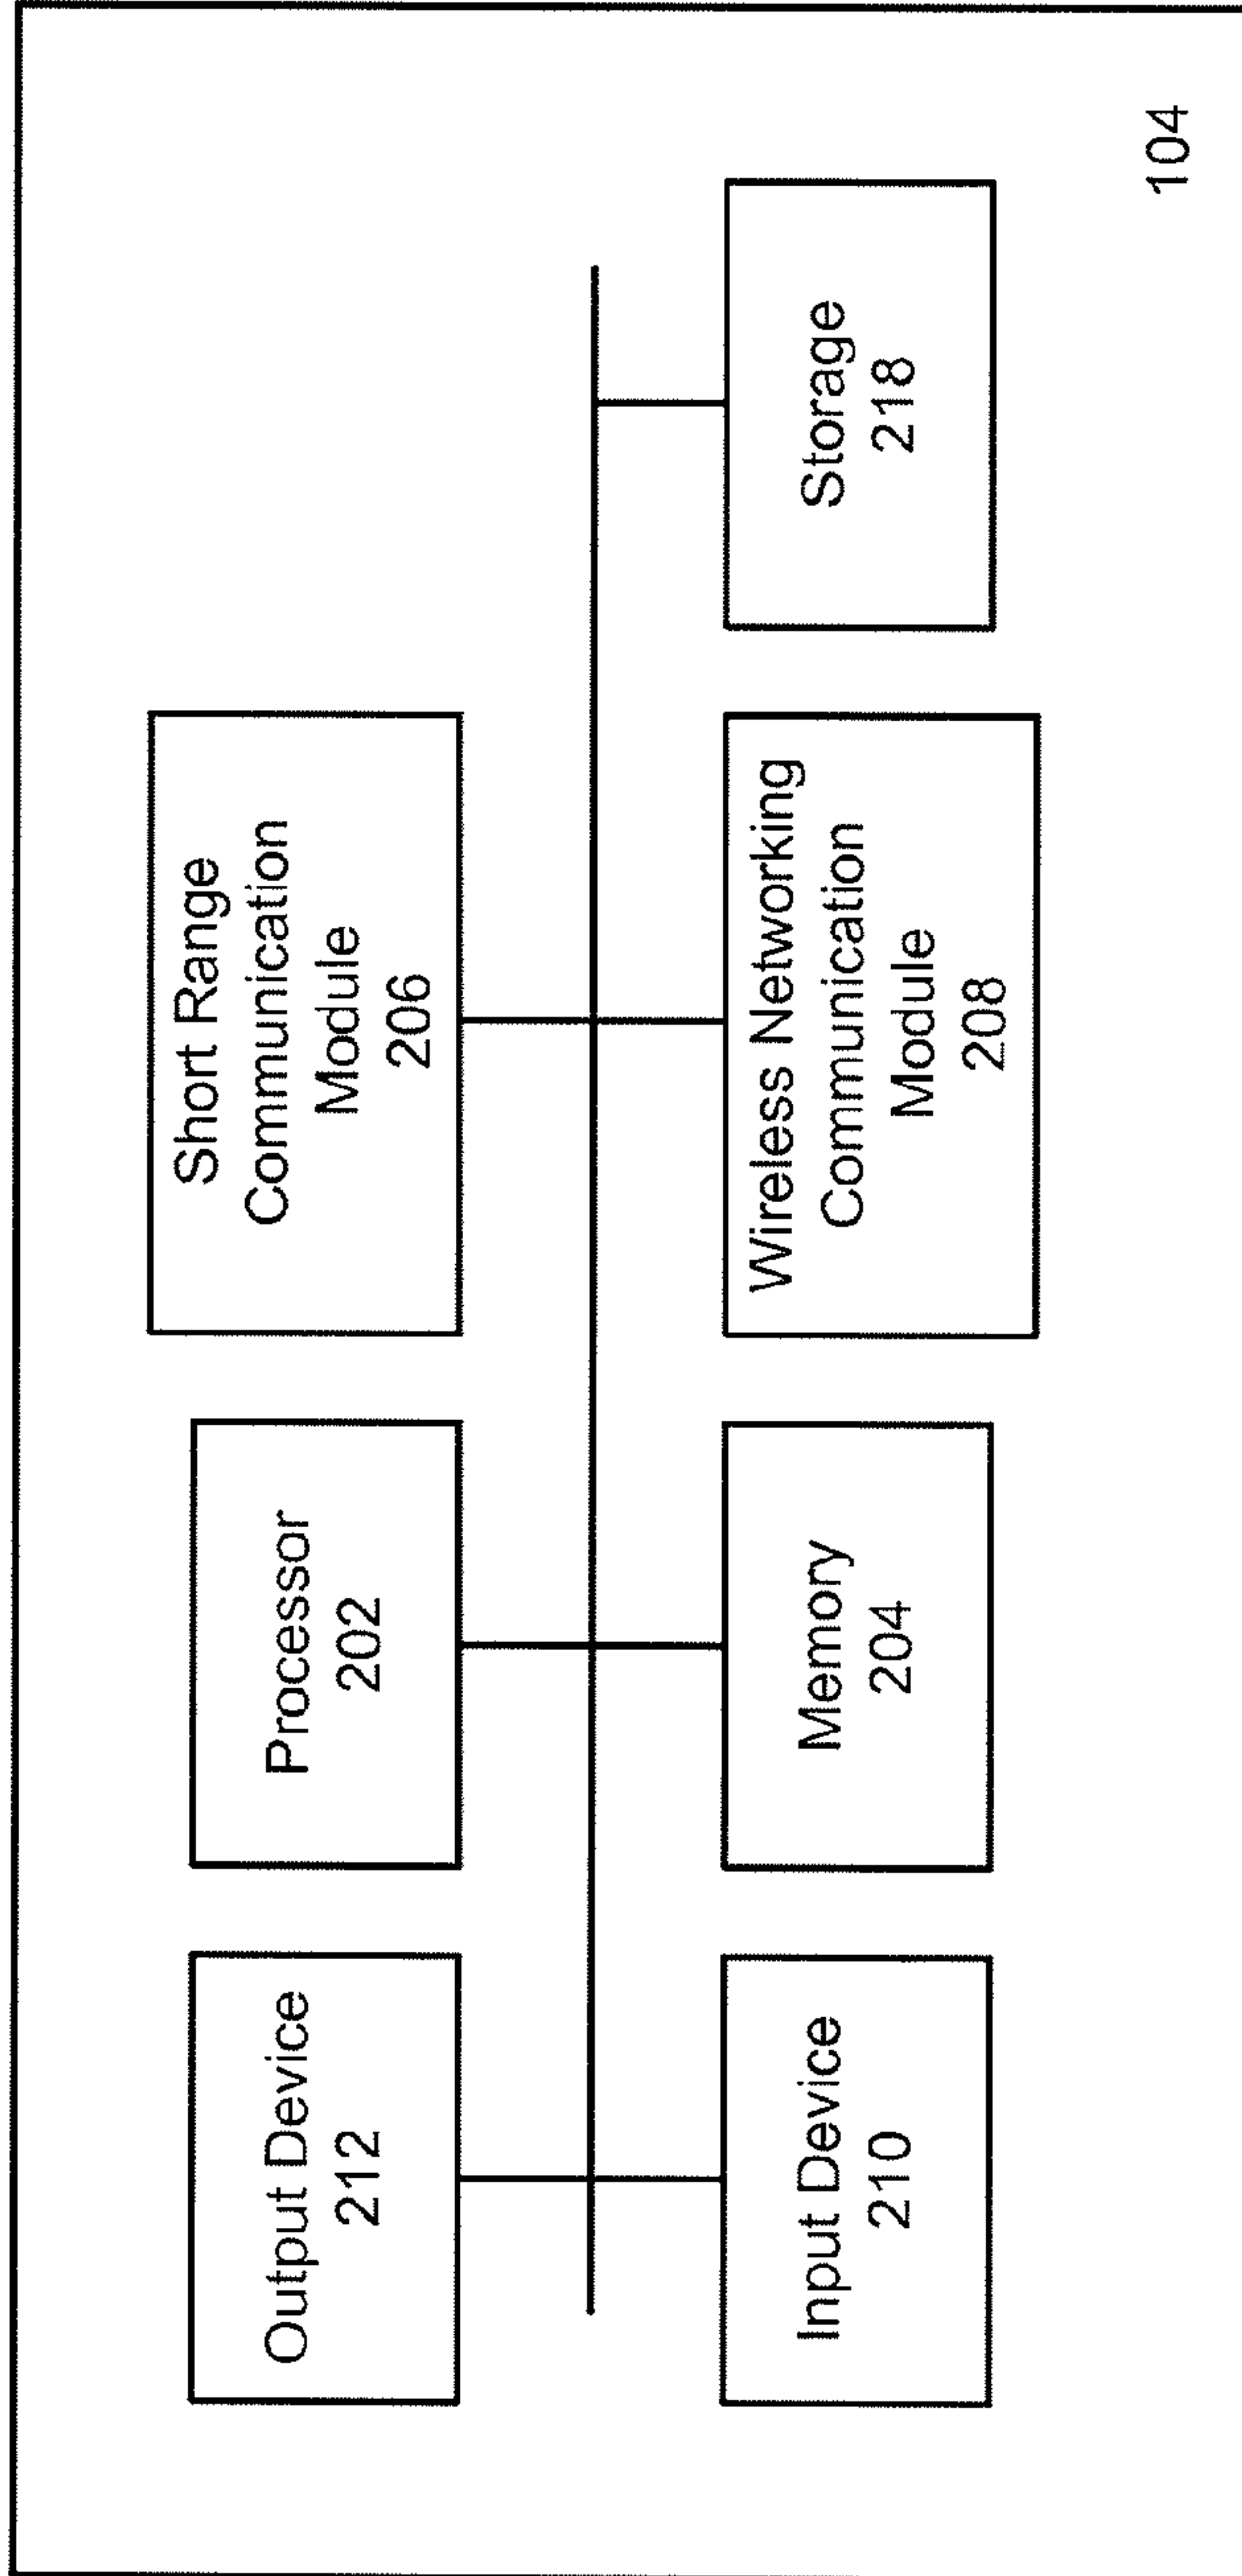 Output Device
212
Processor
202
Short Range
Communication
Module
206
Input Device
210
Memory
204
Wireless Networking
Communication
Module
208
Storage
218
104